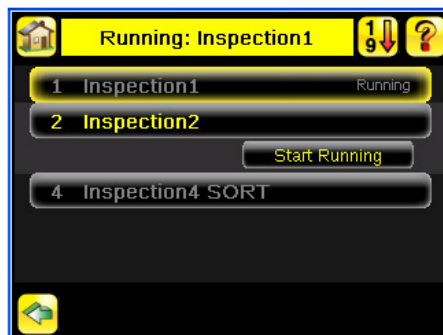 Running: Inspection1
1
9
?
1 Inspection1 Running
2 Inspection2
Start Running
4 Inspection4 SORT